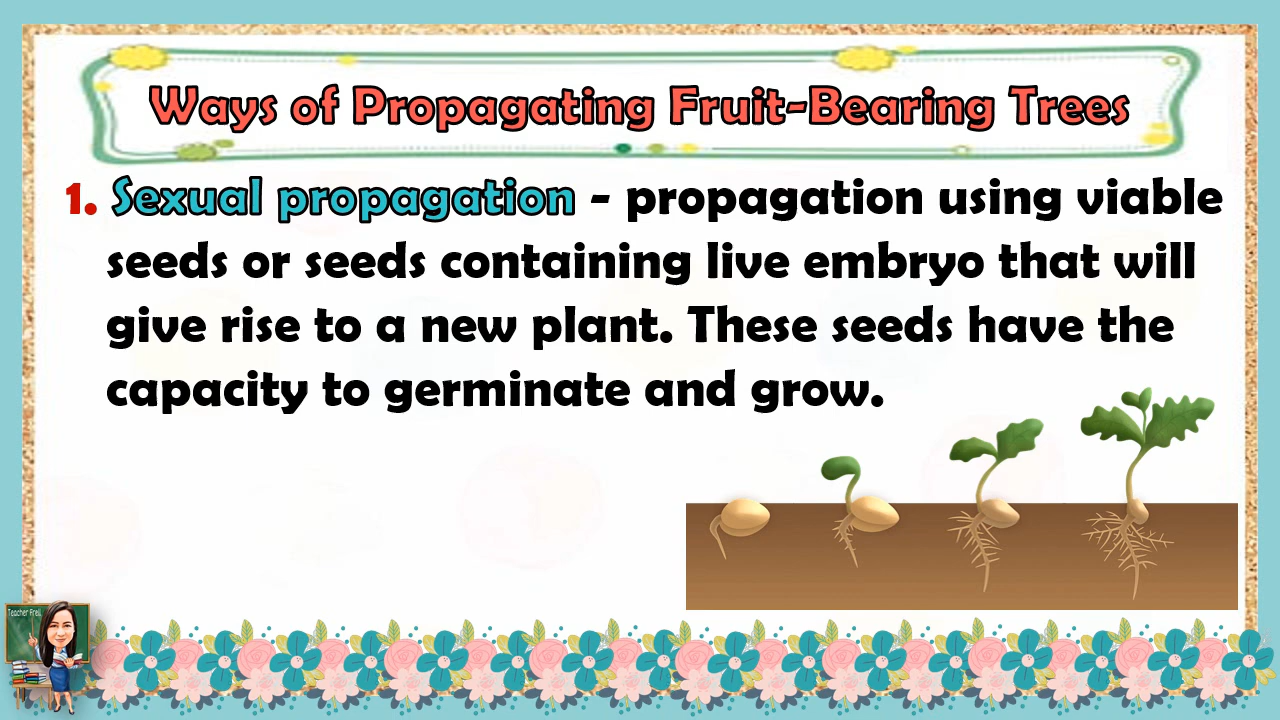 Ways of Propagating Fruit-Bearing Trees
1. Sexual propagation - propagation using viable
seeds or seeds containing live embryo that will
give rise to a new plant. These seeds have the
capacity to germinate and grow.
Teacher Frell